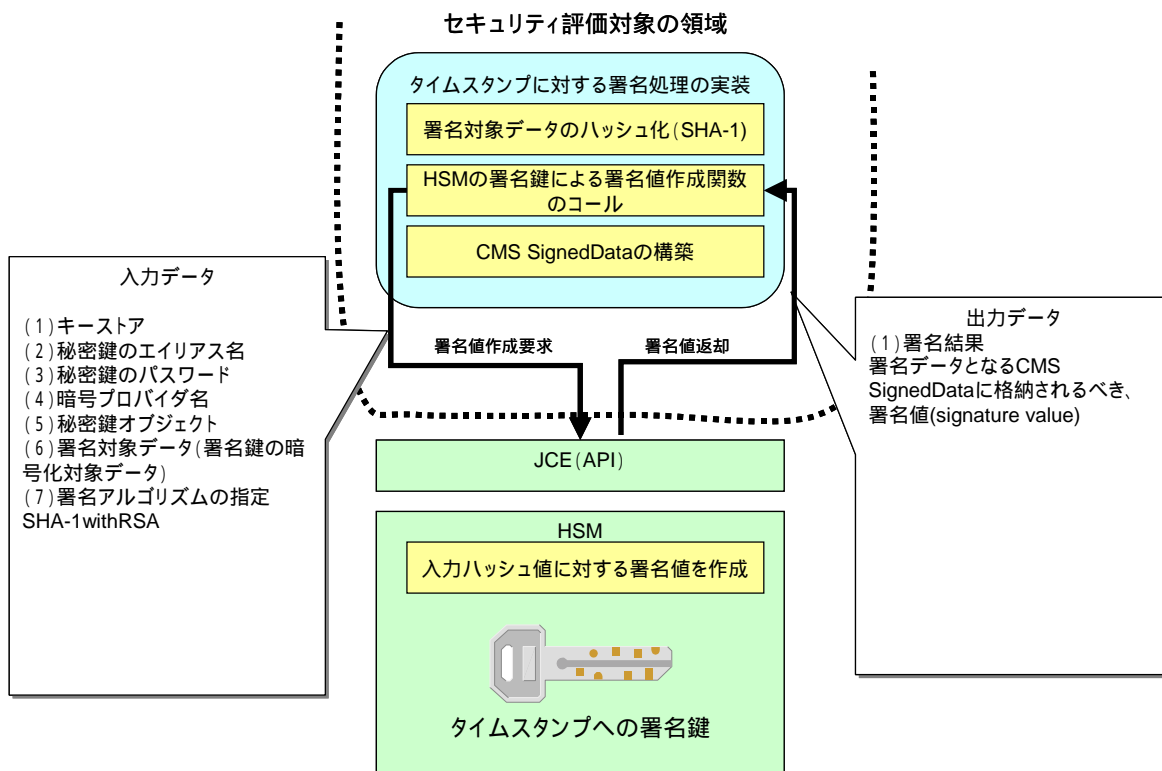 セキュリティ評価対象の領域
タイムスタンプに対する署名処理の実装
署名対象データのハッシュ化(SHA-1)
HSMの署名鍵による署名値作成関数
のコール
CMS SignedDataの構築
入力データ
(1)キーストア
(2)秘密鍵のエイリアス名
(3)秘密鍵のパスワード
(4)暗号プロバイダ名
(5)秘密鍵オブジェクト
(6)署名対象データ(署名鍵の暗
号化対象データ)
(7)署名アルゴリズムの指定
SHA-1withRSA
署名値作成要求
署名値返却
出力データ
(1)署名結果
署名データとなるCMS
SignedDataに格納されるべき、
署名値(signature value)
JCE(API)
HSM
入力ハッシュ値に対する署名値を作成
タイムスタンプへの署名鍵